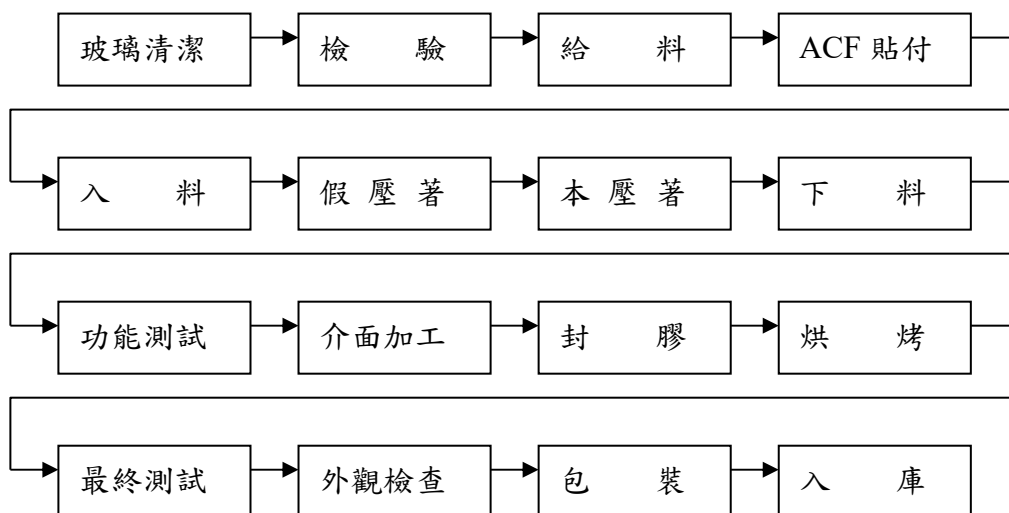 玻璃清潔 檢驗 給料 ACF 貼付
入料 假壓著 本壓著 下料
功能測試 介面加工 封膠 烘烤
最終測試 外觀檢查 包裝 入庫